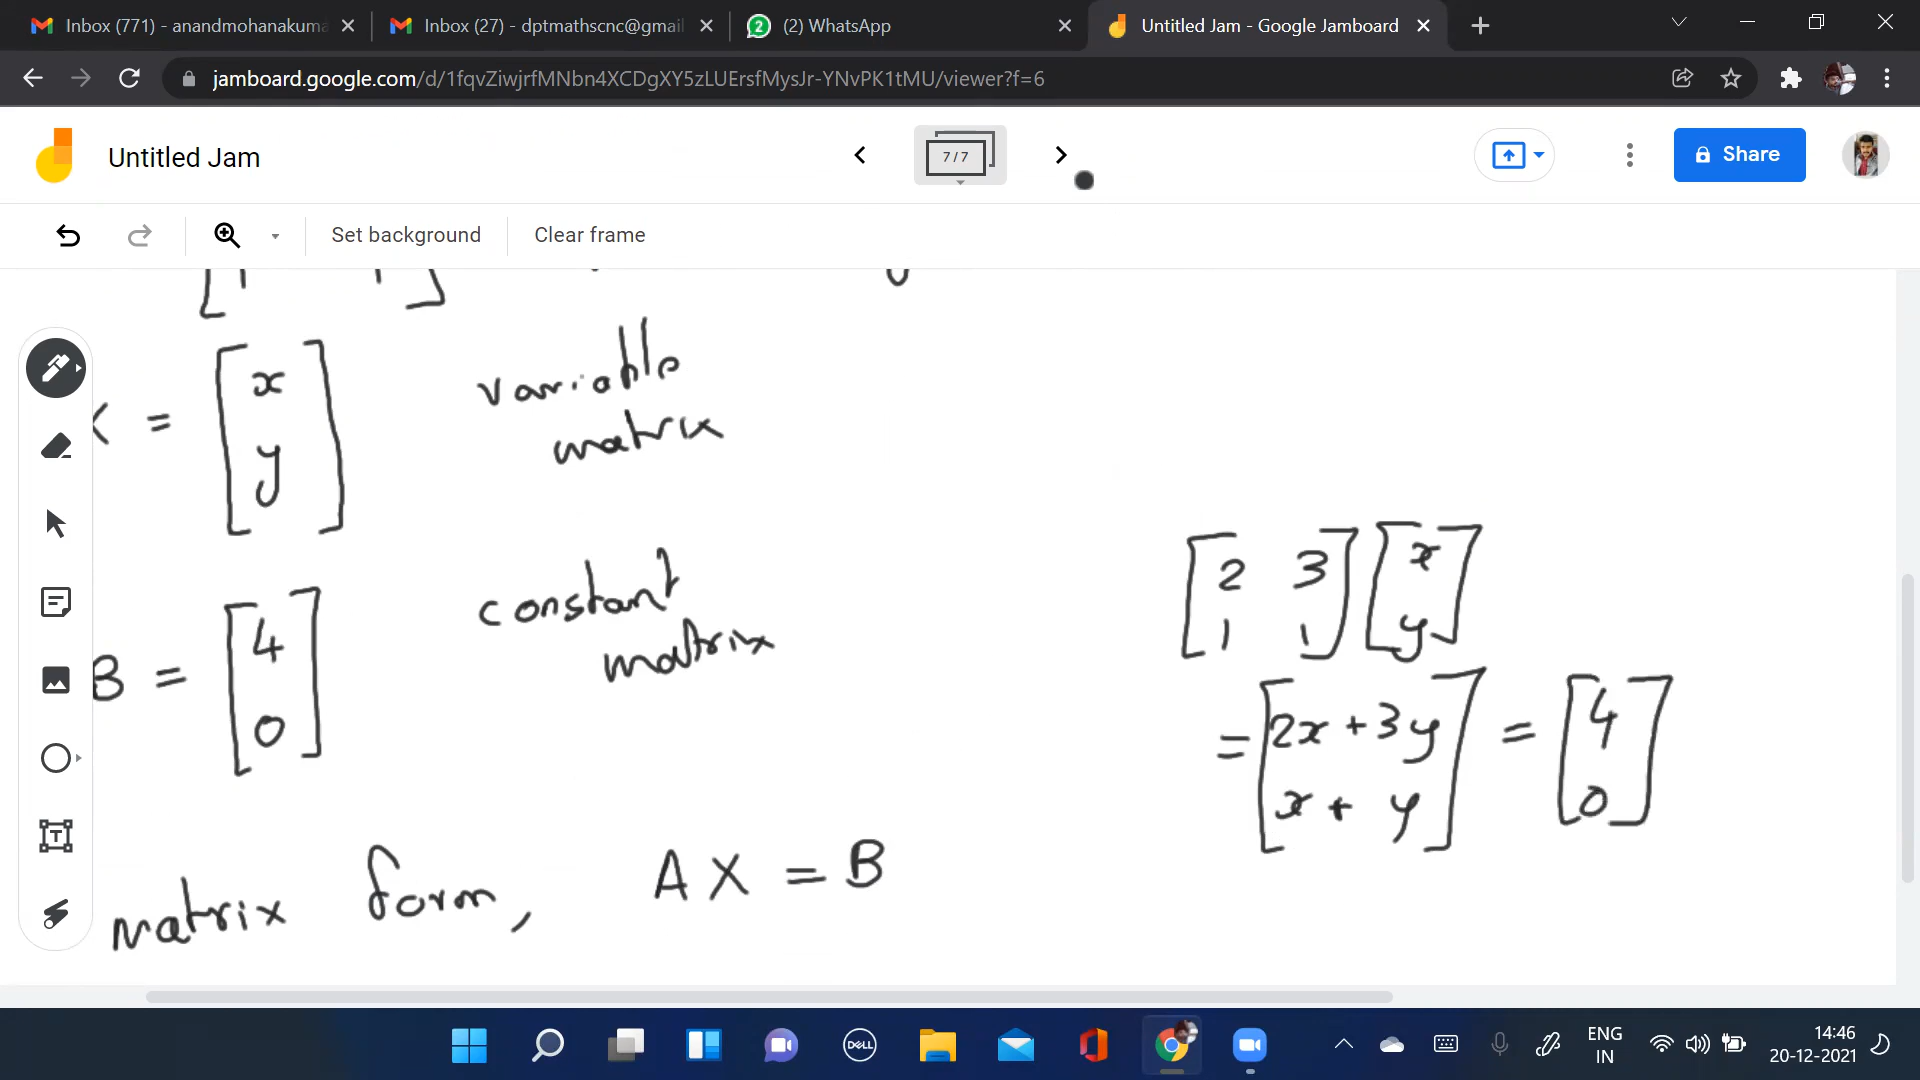 Inbox (771) - anandmohanakuma
Inbox (27) - dptmathscnc@gmail
(2) WhatsApp
Untitled Jam - Google Jamboard
jamboard.google.com/d/1fqvZiwjrfMNbn4XCDgXY5zLUErsfMysJr-YNvPK1tMU/viewer?f=6
Untitled Jam
7 / 7
Share
Set background
Clear frame
X = [x
y]
variable
matrix
B = [4
0]
constant
matrix
[2 3
1 1] [x
y]
= [2x + 3y
x + y] = [4
0]
matrix form, AX = B
DELL
ENG
IN
14:46
20-12-2021